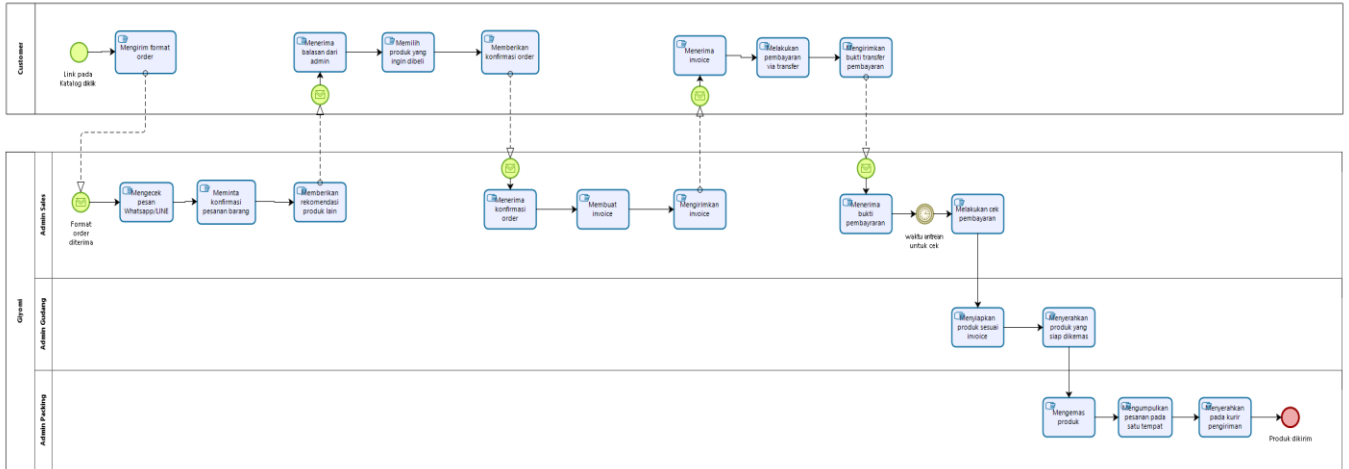 Customer
Link pada
Katalog diklik
Mengirim format
order
Menerima
balasan dari
admin
Memilih
produk yang
ingin dibeli
Memberikan
konfirmasi order
Menerima
invoice
Melakukan
pembayaran
via transfer
Mengirimkan
bukti transfer
pembayaran
Giyomi
Admin Sales
Format
order
diterima
Mengecek
pesan
Whatsapp/LINE
Meminta
konfirmasi
pesanan barang
Memberikan
rekomendasi
produk lain
Menerima
konfirmasi
order
Membuat
invoice
Mengirimkan
invoice
Menerima
bukti
pembayraran
waktu antrean
untuk cek
Melakukan cek
pembayaran
Admin Gudang
Menyiapkan
produk sesuai
invioice
Menyerahkan
produk yang
siap dikemas
Admin Packing
Mengemas
produk
Mengumpulkan
pesanan pada
satu tempat
Menyerahkan
pada kurir
pengiriman
Produk dikirim